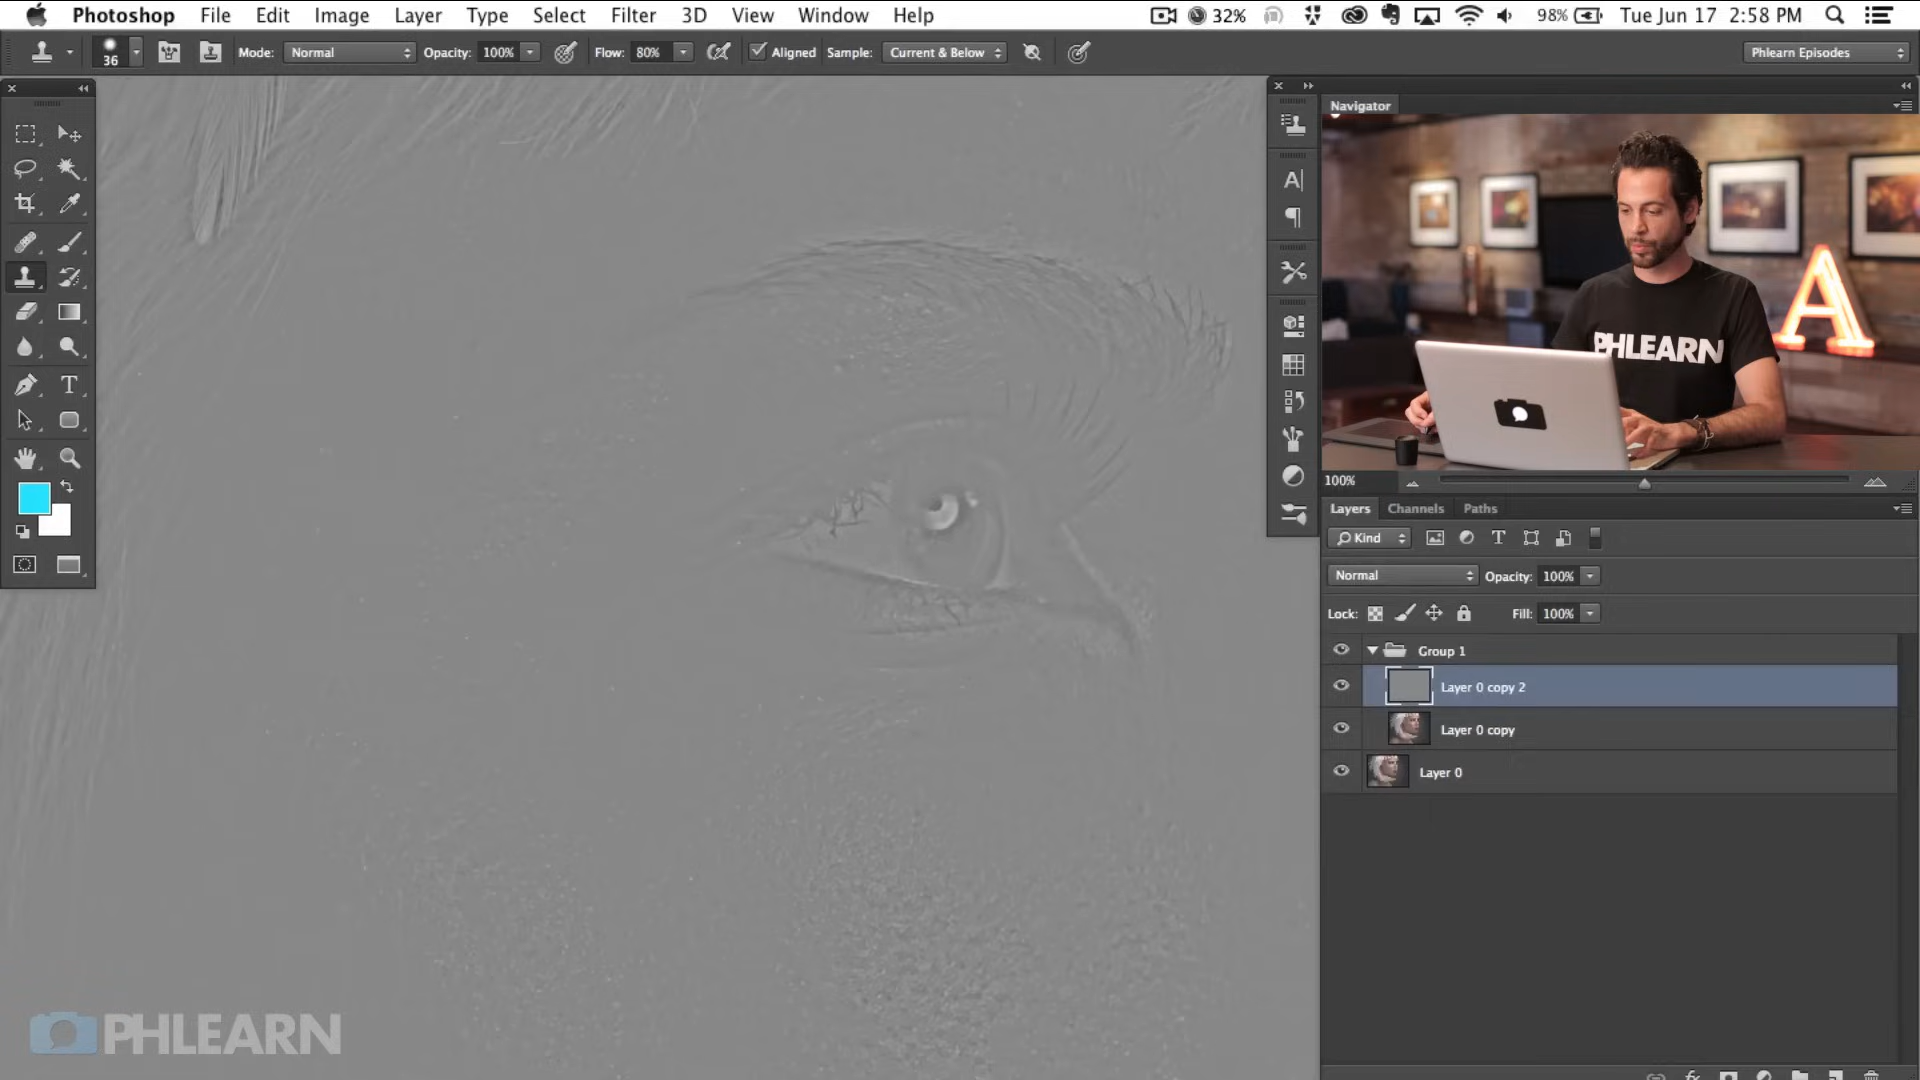 Photoshop File Edit Image Layer Type Select Filter 3D View Window Help 32% 98% Tue Jun 17 2:58 PM
36 Mode: Normal Opacity: 100% Flow: 80% Aligned Sample: Current & Below Phlearn Episodes
Navigator
PHLEARN
100%
Layers Channels Paths
Kind
Normal Opacity: 100%
Lock: Fill: 100%
Group 1
Layer 0 copy 2
Layer 0 copy
Layer 0
PHLEARN